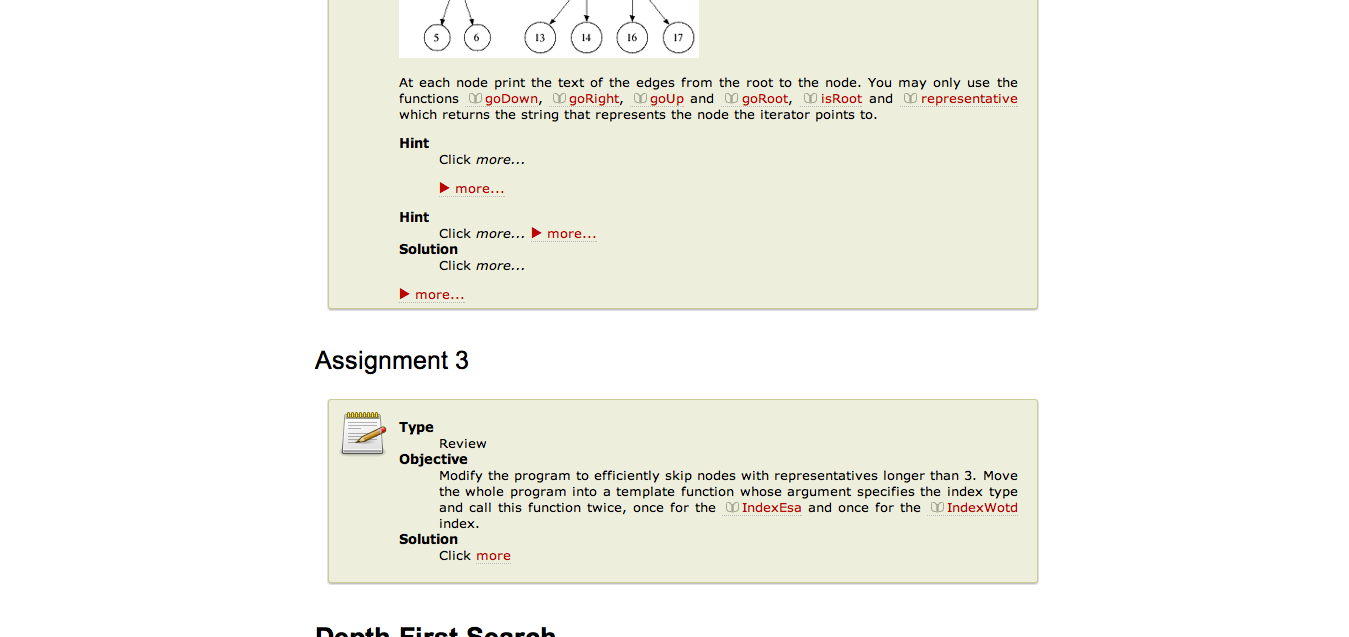 5 6 13 14 16 17
At each node print the text of the edges from the root to the node. You may only use the
functions goDown, goRight, goUp and goRoot, isRoot and representative
which returns the string that represents the node the iterator points to.
Hint
Click more...
more...
Hint
Click more... more...
Solution
Click more...
more...
Assignment 3
Type
Review
Objective
Modify the program to efficiently skip nodes with representatives longer than 3. Move
the whole program into a template function whose argument specifies the index type
and call this function twice, once for the IndexEsa and once for the IndexWotd
index.
Solution
Click more
Depth First Search